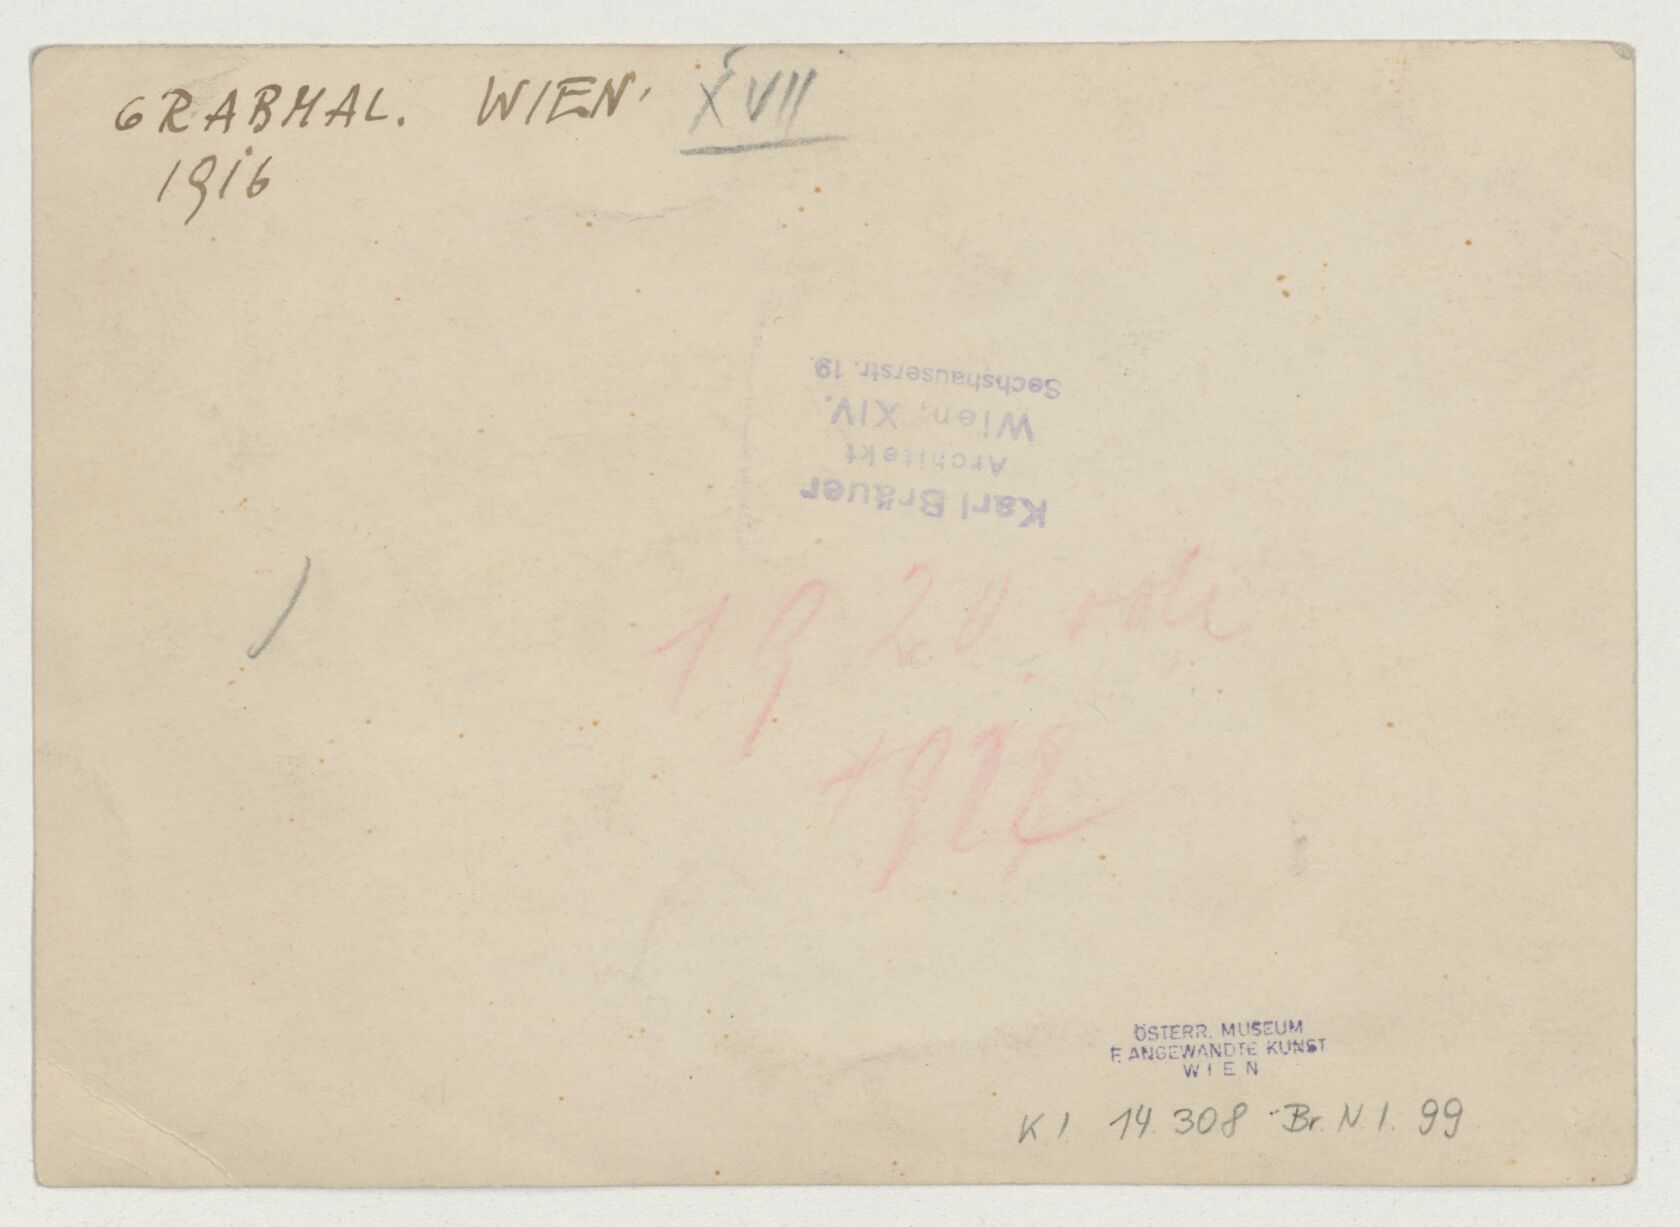 GRABMAL. WIEN. XVII
1916
Karl Bräuer
Architekt
Wien, XIV.
Sechshauserstr. 19.
1920
ÖSTERR. MUSEUM
F. ANGEWANDTE KUNST
WIEN
K.I. 14.308 Br. N. I. 99